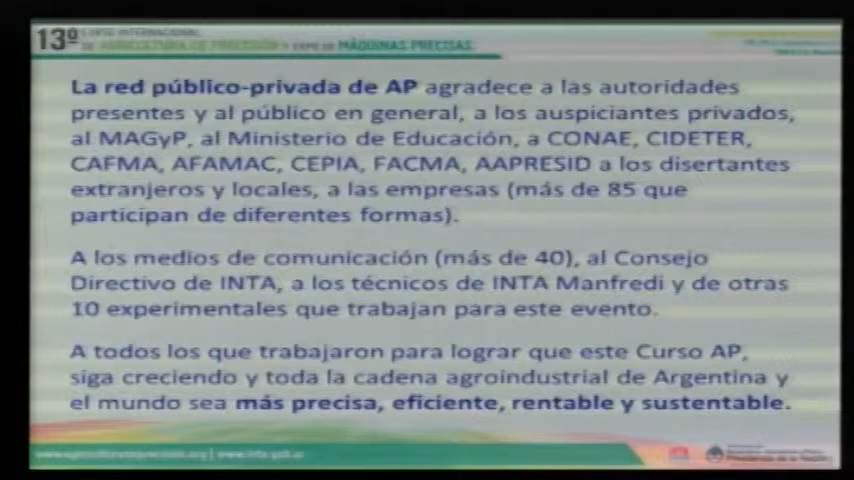 13º CURSO INTERNACIONAL
DE AGRICULTURA DE PRECISIÓN Y EXPO DE MÁQUINAS PRECISAS
La red público-privada de AP agradece a las autoridades
presentes y al público en general, a los auspiciantes privados,
al MAGyP, al Ministerio de Educación, a CONAE, CIDETER,
CAFMA, AFAMAC, CEPIA, FACMA, AAPRESID a los disertantes
extranjeros y locales, a las empresas (más de 85 que
participan de diferentes formas).
A los medios de comunicación (más de 40), al Consejo
Directivo de INTA, a los técnicos de INTA Manfredi y de otras
10 experimentales que trabajan para este evento.
A todos los que trabajaron para lograr que este Curso AP,
siga creciendo y toda la cadena agroindustrial de Argentina y
el mundo sea más precisa, eficiente, rentable y sustentable.
www.agriculturadeprecision.org | www.inta.gob.ar
Presidencia de la Nación